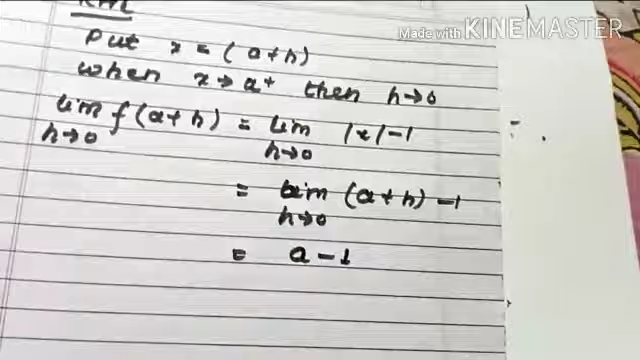 Made with KINEMASTER
RHL
Put x = (a+h)
when x→a⁺ then h→0
lim f(a+h) = lim |x|-1
h→0 h→0
= lim (a+h) -1
h→0
= a-1